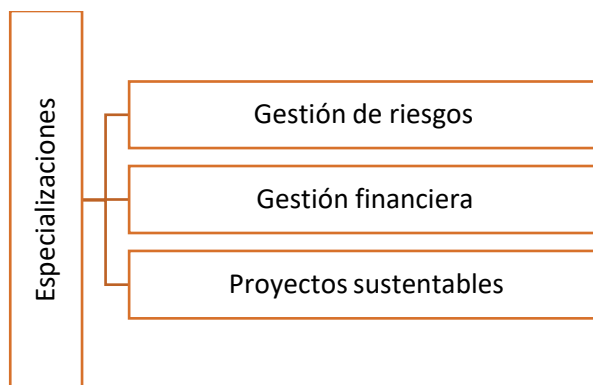 Especializaciones
Gestión de riesgos
Gestión financiera
Proyectos sustentables